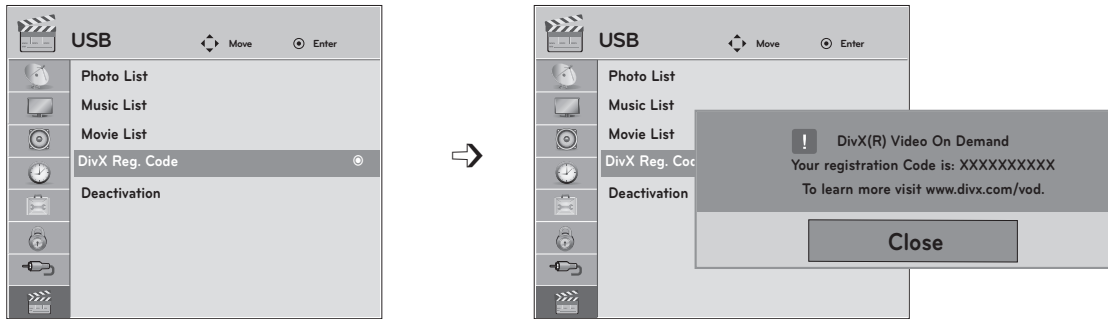 USB
Move
Enter
Photo List
Music List
Movie List
DivX Reg. Code
Deactivation
USB
Move
Enter
Photo List
Music List
Movie List
DivX Reg. Cod
Deactivation
! DivX(R) Video On Demand
Your registration Code is: XXXXXXXXXX
To learn more visit www.divx.com/vod.
Close